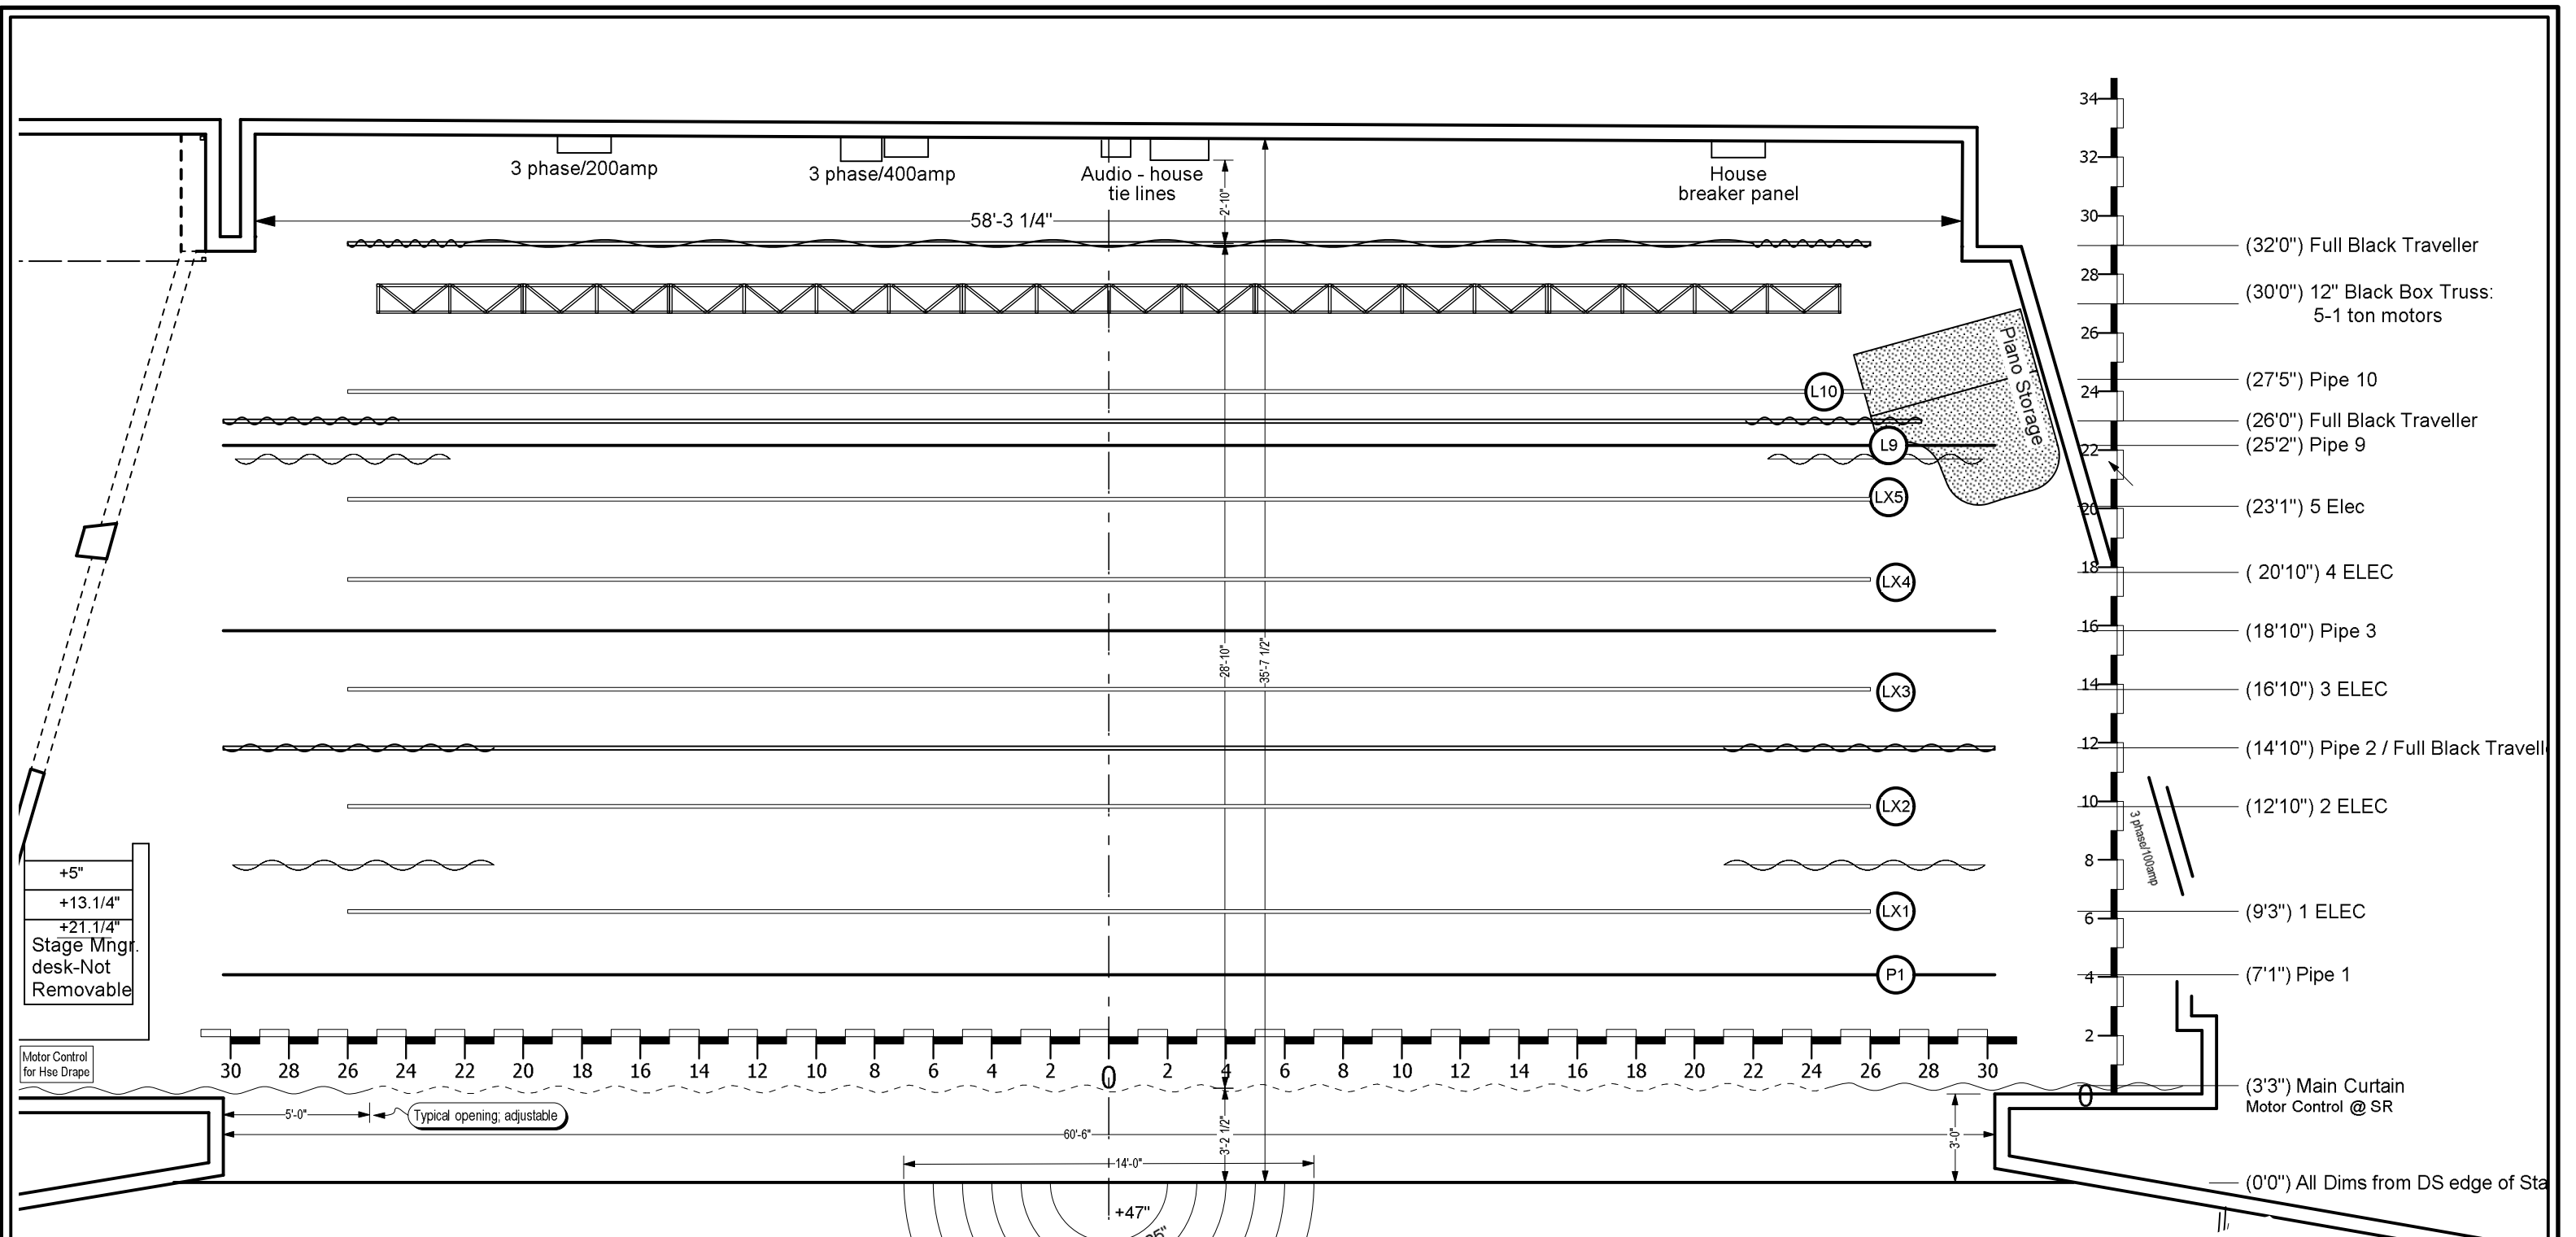 3 phase/200amp
3 phase/400amp
Audio - house
tie lines
House
breaker panel
58'-3 1/4"
2'-10"
34
32
30
28
26
24
22
20
18
16
14
12
10
8
6
4
2
0
(32'0") Full Black Traveller
(30'0") 12" Black Box Truss:
5-1 ton motors
(27'5") Pipe 10
(26'0") Full Black Traveller
(25'2") Pipe 9
(23'1") 5 Elec
( 20'10") 4 ELEC
(18'10") Pipe 3
(16'10") 3 ELEC
(14'10") Pipe 2 / Full Black Travell
(12'10") 2 ELEC
(9'3") 1 ELEC
(7'1") Pipe 1
(3'3") Main Curtain
Motor Control @ SR
(0'0") All Dims from DS edge of Sta
Piano Storage
L10
L9
LX5
LX4
LX3
LX2
LX1
P1
28'-10"
35'-7 1/2"
3 phase/100amp
+5"
+13.1/4"
+21.1/4"
Stage Mngr.
desk-Not
Removable
Motor Control
for Hse Drape
30 28 26 24 22 20 18 16 14 12 10 8 6 4 2 0 2 4 6 8 10 12 14 16 18 20 22 24 26 28 30
5'-0"
Typical opening; adjustable
60'-6"
3'-2 1/2"
3'-0"
14'-0"
+47"